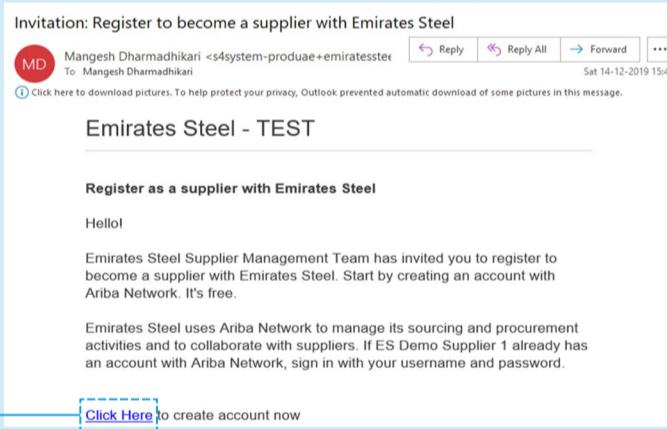 Invitation: Register to become a supplier with Emirates Steel
Reply
Reply All
Forward
MD
Mangesh Dharmadhikari <s4system-produae+emiratesstee
To Mangesh Dharmadhikari
Sat 14-12-2019 15:4
Click here to download pictures. To help protect your privacy, Outlook prevented automatic download of some pictures in this message.
Emirates Steel - TEST
Register as a supplier with Emirates Steel
Hello!
Emirates Steel Supplier Management Team has invited you to register to
become a supplier with Emirates Steel. Start by creating an account with
Ariba Network. It's free.
Emirates Steel uses Ariba Network to manage its sourcing and procurement
activities and to collaborate with suppliers. If ES Demo Supplier 1 already has
an account with Ariba Network, sign in with your username and password.
Click Here to create account now